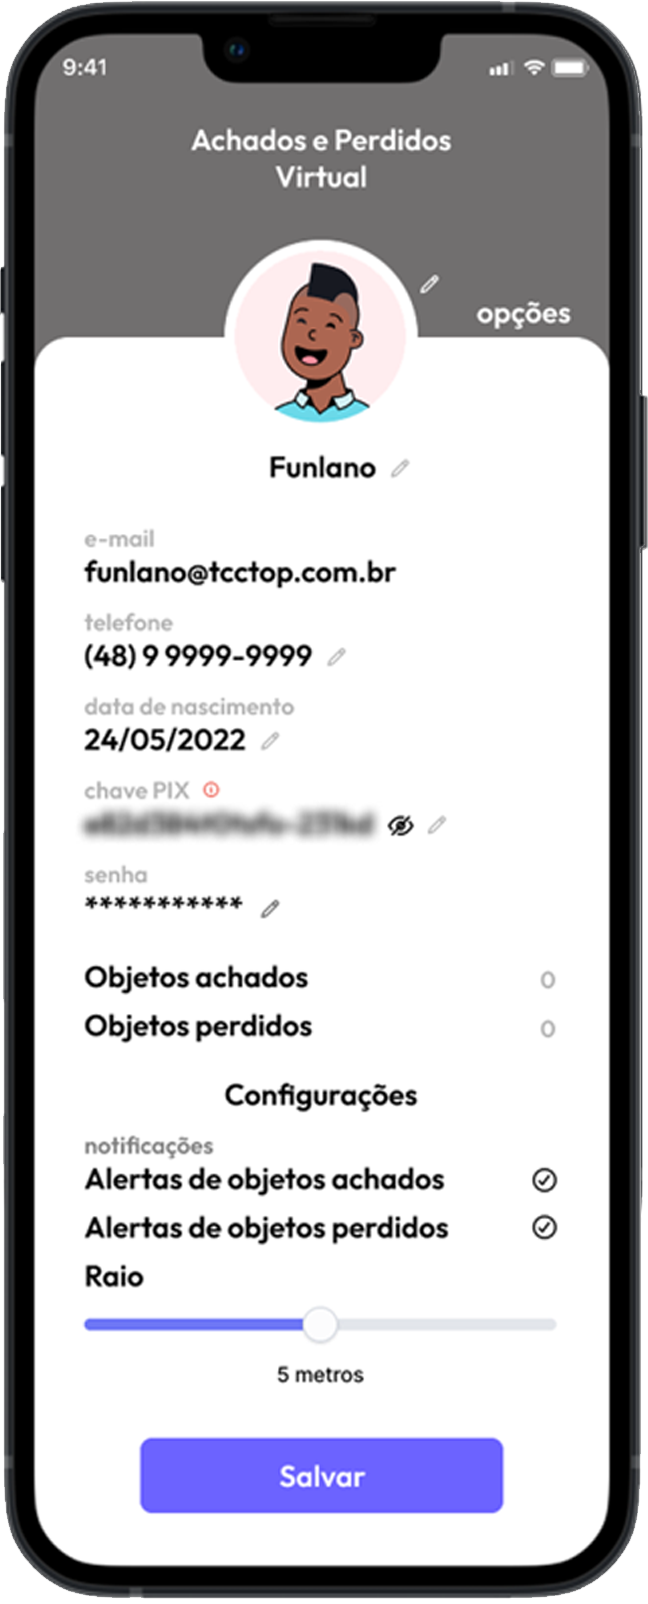 9:41
Achados e Perdidos
Virtual
opções
Funlano
e-mail
funlano@tcctop.com.br
telefone
(48) 9 9999-9999
data de nascimento
24/05/2022
chave PIX
senha
***********
Objetos achados 0
Objetos perdidos 0
Configurações
notificações
Alertas de objetos achados
Alertas de objetos perdidos
Raio
5 metros
Salvar